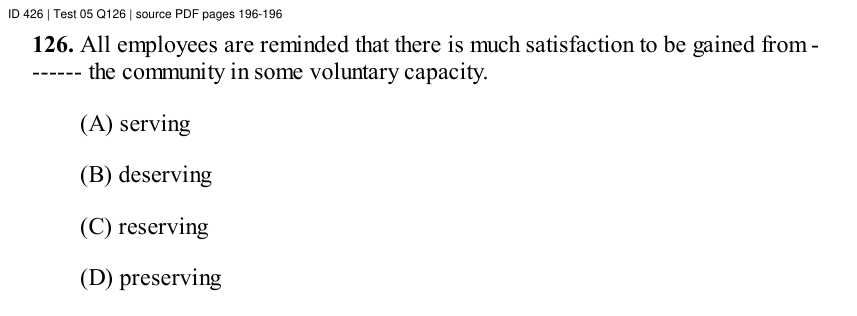 ID 426 | Test 05 Q126 | source PDF pages 196-196
126. All employees are reminded that there is much satisfaction to be gained from -
------ the community in some voluntary capacity.
(A) serving
(B) deserving
(C) reserving
(D) preserving